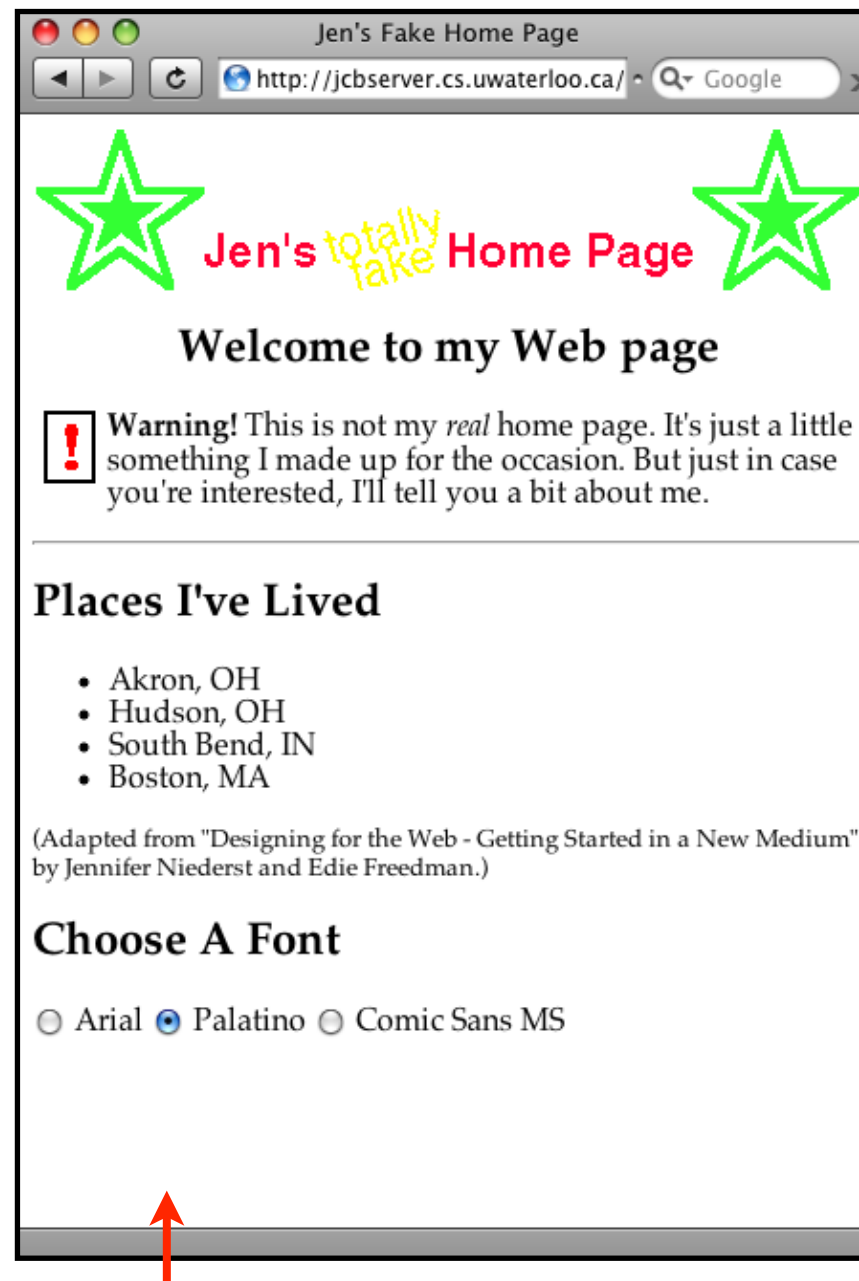 Jen's Fake Home Page
http://jcbserver.cs.uwaterloo.ca/ Google
Jen's totally fake Home Page
Welcome to my Web page
Warning! This is not my real home page. It's just a little
something I made up for the occasion. But just in case
you're interested, I'll tell you a bit about me.
Places I've Lived
• Akron, OH
• Hudson, OH
• South Bend, IN
• Boston, MA
(Adapted from "Designing for the Web - Getting Started in a New Medium"
by Jennifer Niederst and Edie Freedman.)
Choose A Font
Arial Palatino Comic Sans MS